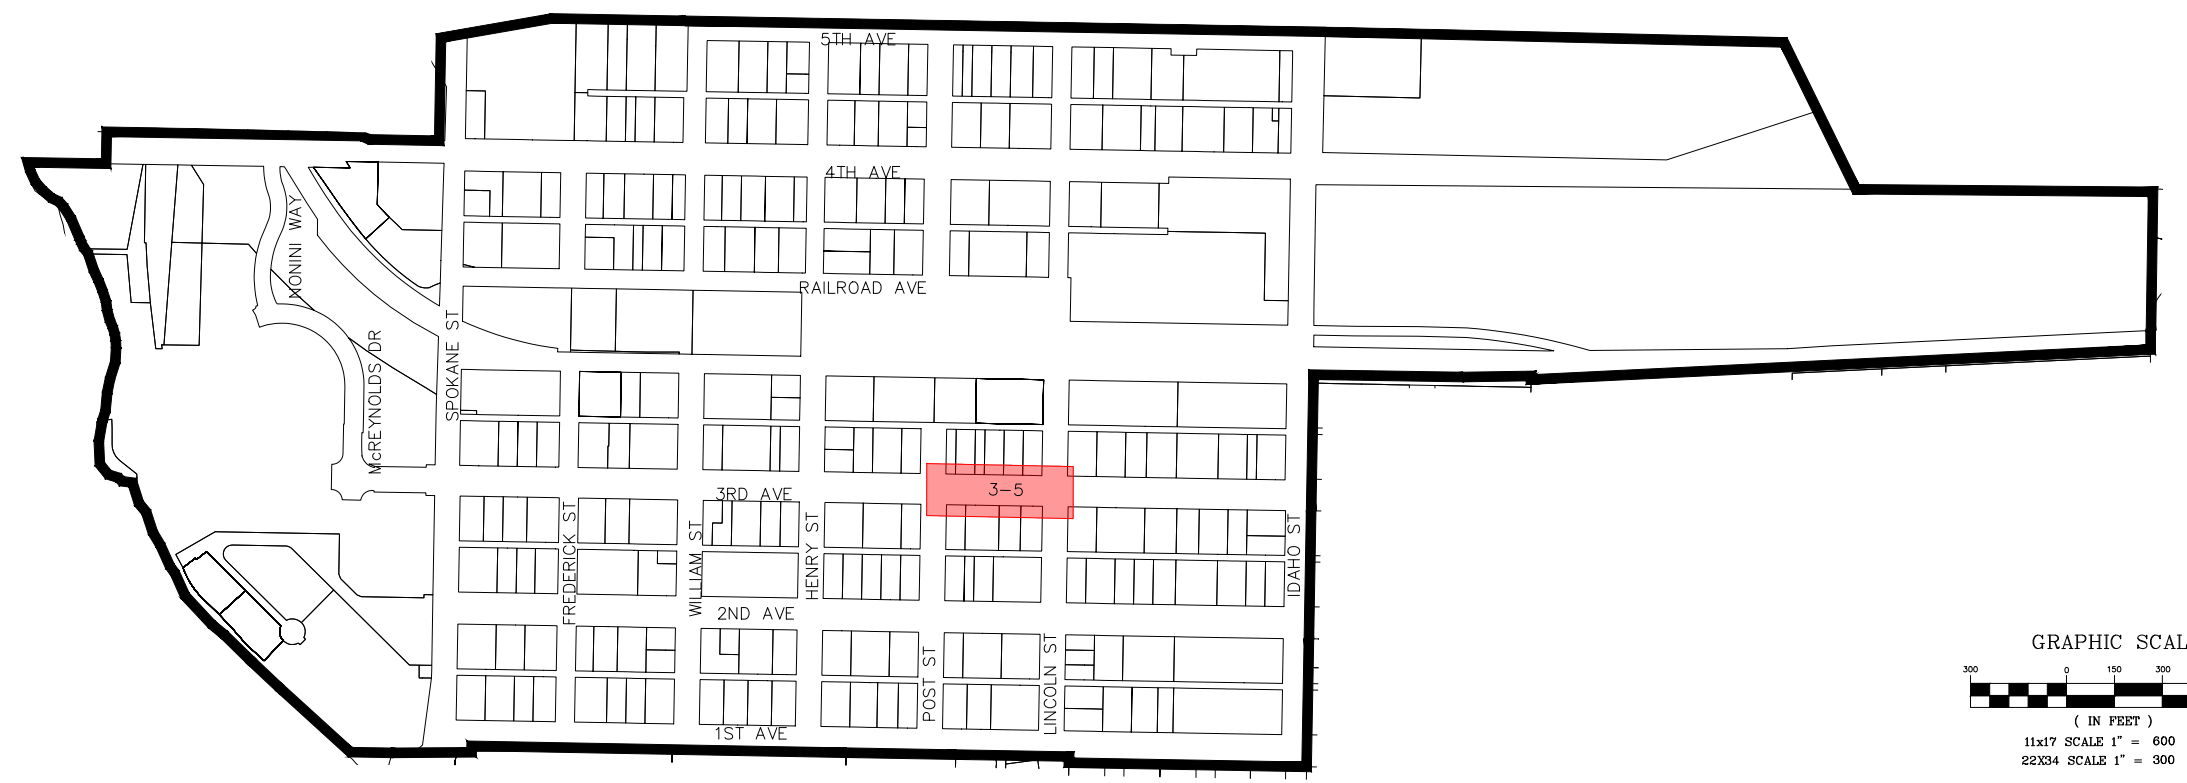 5TH AVE
4TH AVE
NONINI WAY
RAILROAD AVE
McREYNOLDS DR
SPOKANE ST
3-5
3RD AVE
FREDERICK ST
WILLIAM ST
HENRY ST
IDAHO ST
2ND AVE
POST ST
LINCOLN ST
1ST AVE
GRAPHIC SCAL
300 0 150 300
( IN FEET )
11x17 SCALE 1" = 600
22X34 SCALE 1" = 300